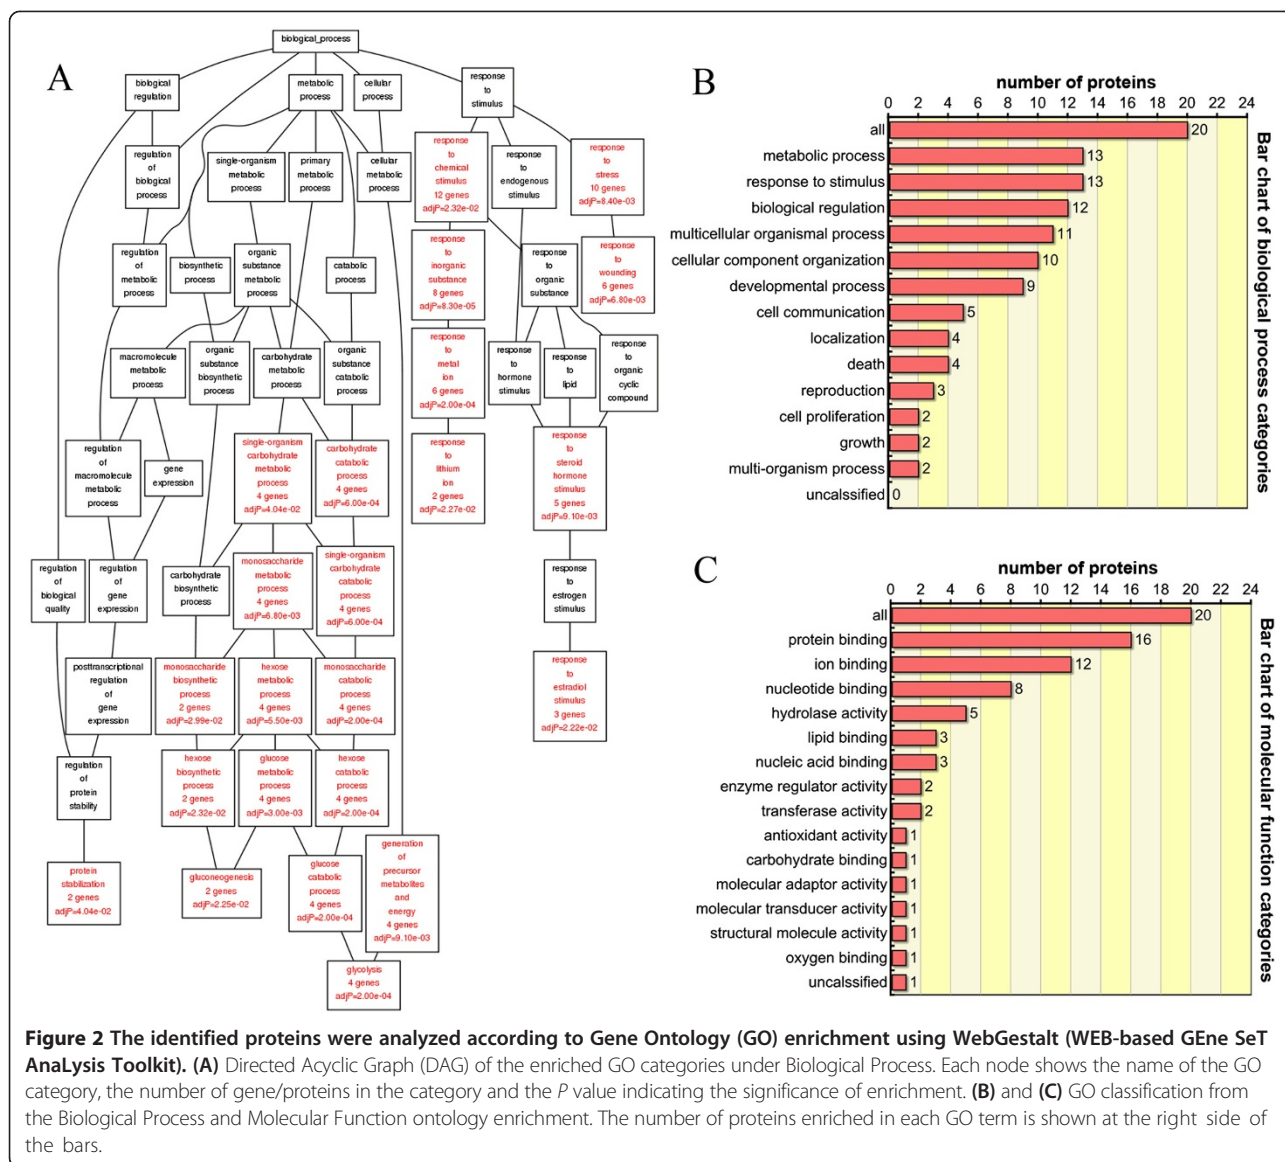 A
biological_process
biological
regulation
metabolic
process
cellular
process
response
to
stimulus
regulation
of
biological
process
single-organism
metabolic
process
primary
metabolic
process
cellular
metabolic
process
response
to
chemical
stimulus
12 genes
adjP=2.32e-02
response
to
endogenous
stimulus
response
to
stress
10 genes
adjP=8.40e-03
regulation
of
metabolic
process
biosynthetic
process
organic
substance
metabolic
process
catabolic
process
response
to
inorganic
substance
8 genes
adjP=8.30e-05
response
to
organic
substance
response
to
wounding
6 genes
adjP=6.80e-03
macromolecule
metabolic
process
organic
substance
biosynthetic
process
carbohydrate
metabolic
process
organic
substance
catabolic
process
response
to
metal
ion
6 genes
adjP=2.00e-04
response
to
hormone
stimulus
response
to
lipid
response
to
organic
cyclic
compound
regulation
of
macromolecule
metabolic
process
gene
expression
single-organism
carbohydrate
metabolic
process
4 genes
adjP=4.04e-02
carbohydrate
catabolic
process
4 genes
adjP=6.00e-04
response
to
lithium
ion
2 genes
adjP=2.27e-02
response
to
steroid
hormone
stimulus
5 genes
adjP=9.10e-03
regulation
of
biological
quality
regulation
of
gene
expression
carbohydrate
biosynthetic
process
monosaccharide
metabolic
process
4 genes
adjP=6.80e-03
single-organism
carbohydrate
catabolic
process
4 genes
adjP=6.00e-04
response
to
estrogen
stimulus
posttranscriptional
regulation
of
gene
expression
monosaccharide
biosynthetic
process
2 genes
adjP=2.99e-02
hexose
metabolic
process
4 genes
adjP=5.50e-03
monosaccharide
catabolic
process
4 genes
adjP=2.00e-04
response
to
estradiol
stimulus
3 genes
adjP=2.22e-02
regulation
of
protein
stability
hexose
biosynthetic
process
2 genes
adjP=2.32e-02
glucose
metabolic
process
4 genes
adjP=3.00e-03
hexose
catabolic
process
4 genes
adjP=2.00e-04
protein
stabilization
2 genes
adjP=4.04e-02
gluconeogenesis
2 genes
adjP=2.25e-02
glucose
catabolic
process
4 genes
adjP=2.00e-04
generation
of
precursor
metabolites
and
energy
4 genes
adjP=9.10e-03
glycolysis
4 genes
adjP=2.00e-04
B
number of proteins
0 2 4 6 8 10 12 14 16 18 20 22 24
all 20
metabolic process 13
response to stimulus 13
biological regulation 12
multicellular organismal process 11
cellular component organization 10
developmental process 9
cell communication 5
localization 4
death 4
reproduction 3
cell proliferation 2
growth 2
multi-organism process 2
uncalssified 0
Bar chart of biological process categories
C
number of proteins
0 2 4 6 8 10 12 14 16 18 20 22 24
all 20
protein binding 16
ion binding 12
nucleotide binding 8
hydrolase activity 5
lipid binding 3
nucleic acid binding 3
enzyme regulator activity 2
transferase activity 2
antioxidant activity 1
carbohydrate binding 1
molecular adaptor activity 1
molecular transducer activity 1
structural molecule activity 1
oxygen binding 1
uncalssified 1
Bar chart of molecular function categories
Figure 2 The identified proteins were analyzed according to Gene Ontology (GO) enrichment using WebGestalt (WEB-based GEne SeT
AnaLysis Toolkit). (A) Directed Acyclic Graph (DAG) of the enriched GO categories under Biological Process. Each node shows the name of the GO
category, the number of gene/proteins in the category and the P value indicating the significance of enrichment. (B) and (C) GO classification from
the Biological Process and Molecular Function ontology enrichment. The number of proteins enriched in each GO term is shown at the right side of
the bars.